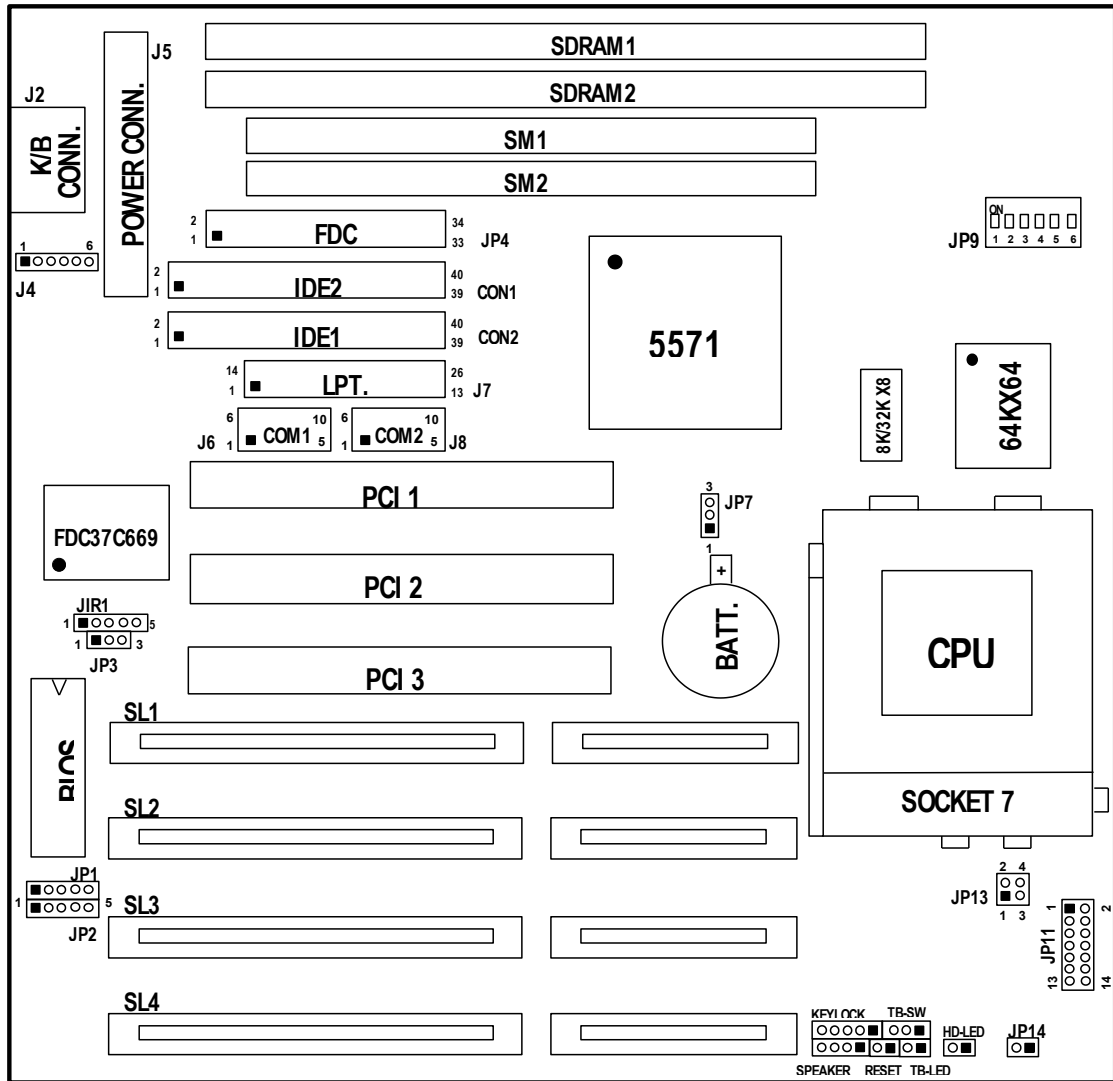 SDRAM1
J5
SDRAM2
J2
K/B
CONN.
POWER CONN.
SM1
SM2
2 FDC 34
1 33 JP4
ON
1 2 3 4 5 6
JP9
1 6
J4
2 40
1 IDE2 39 CON1
2 40
1 IDE1 39 CON2
5571
14 26
1 LPT. 13 J7
8K/32K X8
64KX64
6 10 6 10
J6 1 COM1 5 1 COM2 5 J8
PCI 1
3
JP7
1
FDC37C669
+
BATT.
PCI 2
JIR1
1 5
1 3
JP3
CPU
PCI 3
SL1
BIOS
SOCKET 7
SL2
JP1
1 5
JP2
2 4
JP13
1 3
SL3
1 2
JP11
13 14
SL4
KEYLOCK TB-SW
HD-LED JP14
SPEAKER RESET TB-LED